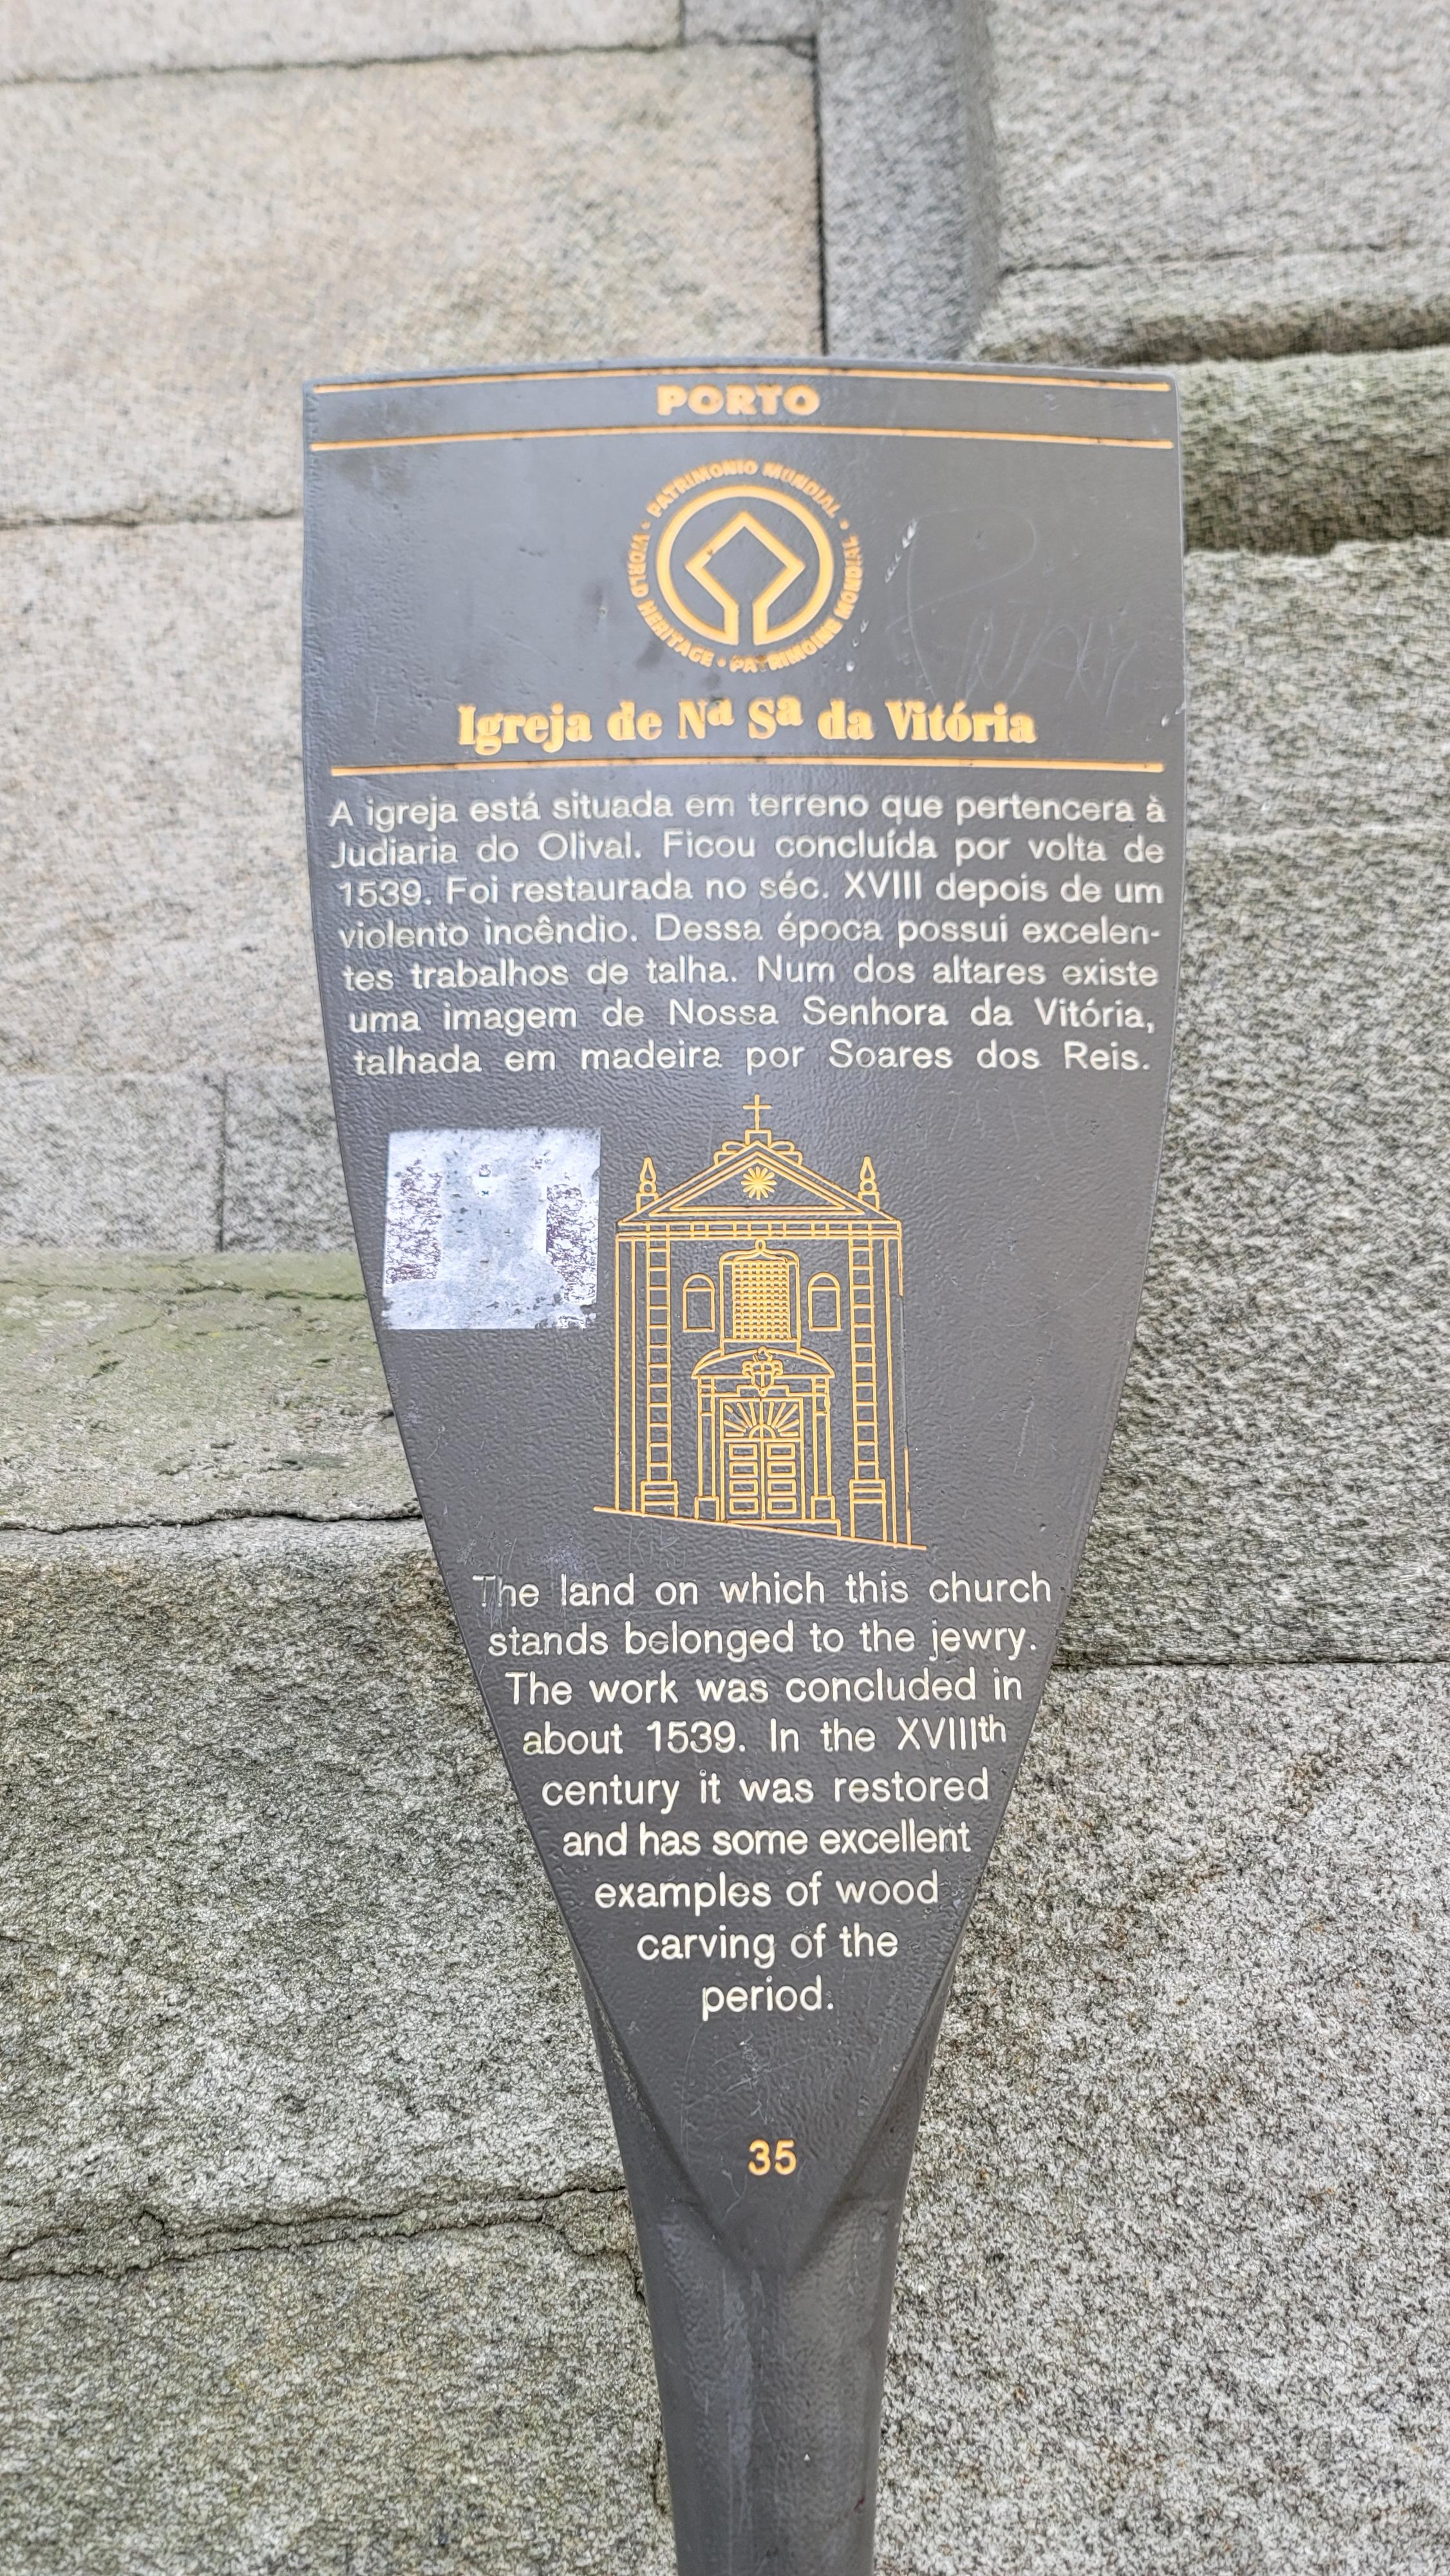 PORTO
PATRIMONIO MUNDIAL • WORLD HERITAGE • PATRIMOINE MONDIAL •
Igreja de Nª Sª da Vitória
A igreja está situada em terreno que pertencera à
Judiaria do Olival. Ficou concluída por volta de
1539. Foi restaurada no séc. XVIII depois de um
violento incêndio. Dessa época possui excelen-
tes trabalhos de talha. Num dos altares existe
uma imagem de Nossa Senhora da Vitória,
talhada em madeira por Soares dos Reis.
The land on which this church
stands belonged to the jewry.
The work was concluded in
about 1539. In the XVIIIth
century it was restored
and has some excellent
examples of wood
carving of the
period.
35